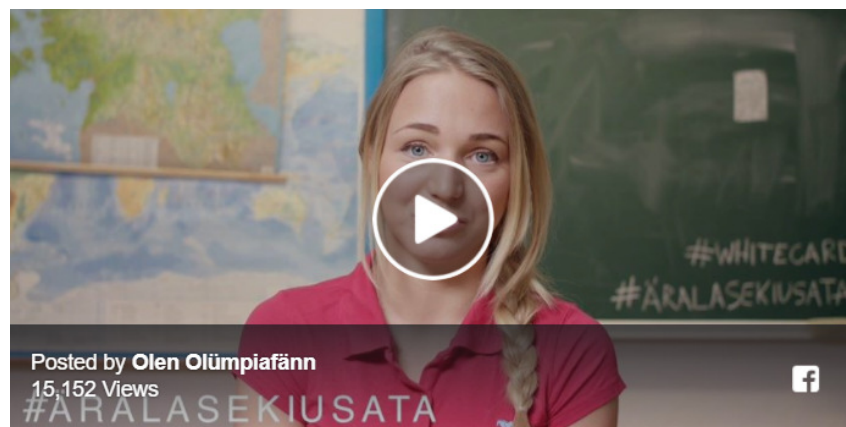 #WHITECARD
#ÄRALASEKIUSATA
Posted by Olen Olümpiafänn
15,152 Views
#ÄRALASEKIUSATA